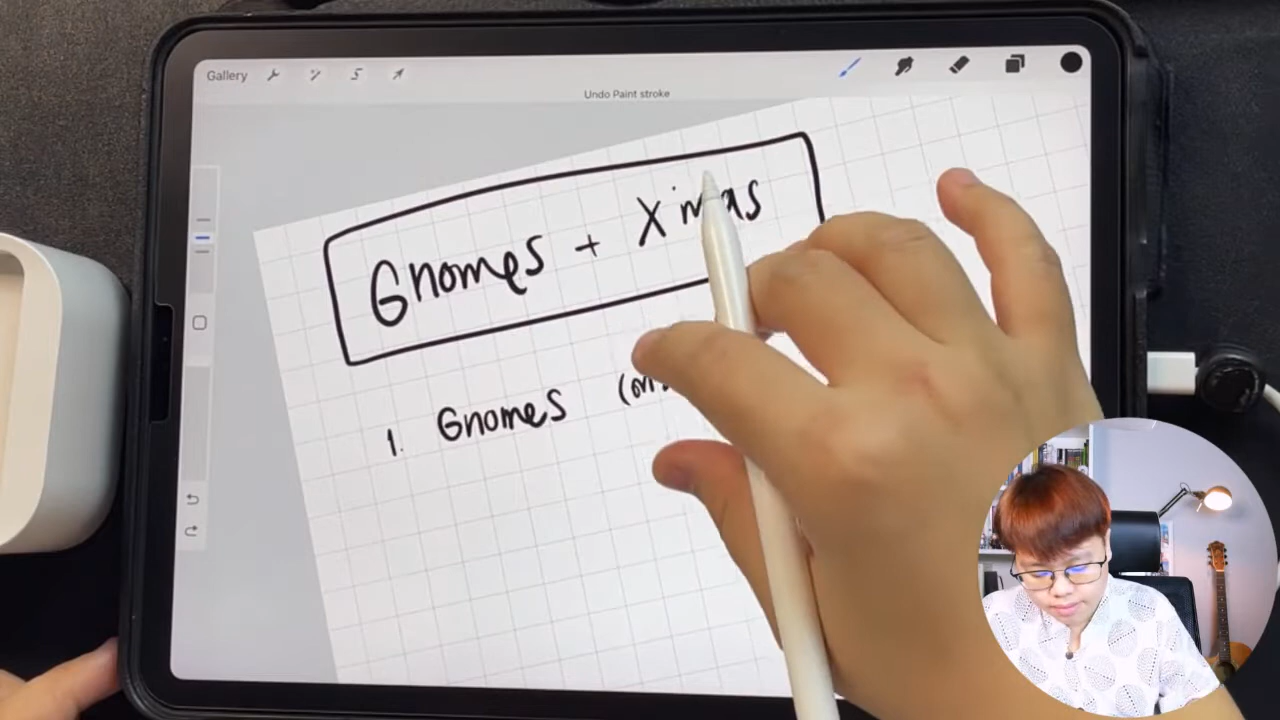 Gallery
Undo Paint stroke
Gnomes + X'mas
1. Gnomes